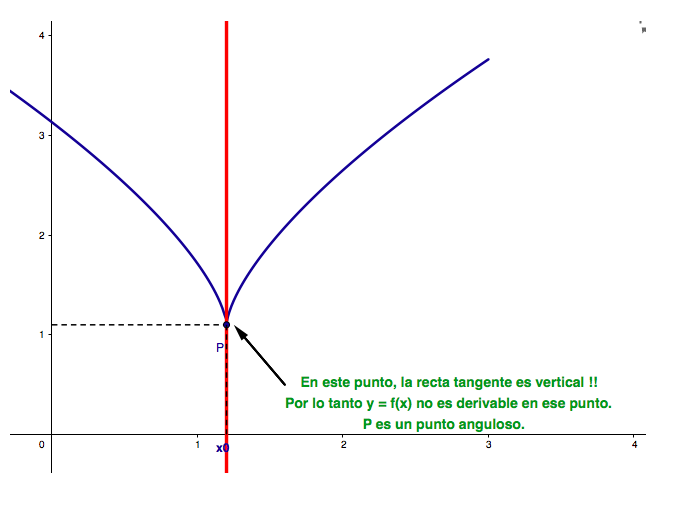 4
3
2
1
P
En este punto, la recta tangente es vertical !!
Por lo tanto y = f(x) no es derivable en ese punto.
P es un punto anguloso.
0 1 x0 2 3 4